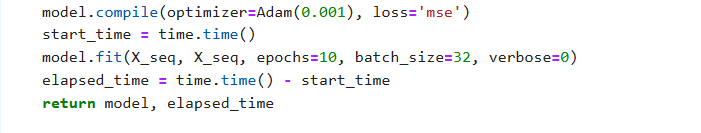 model.compile(optimizer=Adam(0.001), loss='mse')
start_time = time.time()
model.fit(X_seq, X_seq, epochs=10, batch_size=32, verbose=0)
elapsed_time = time.time() - start_time
return model, elapsed_time